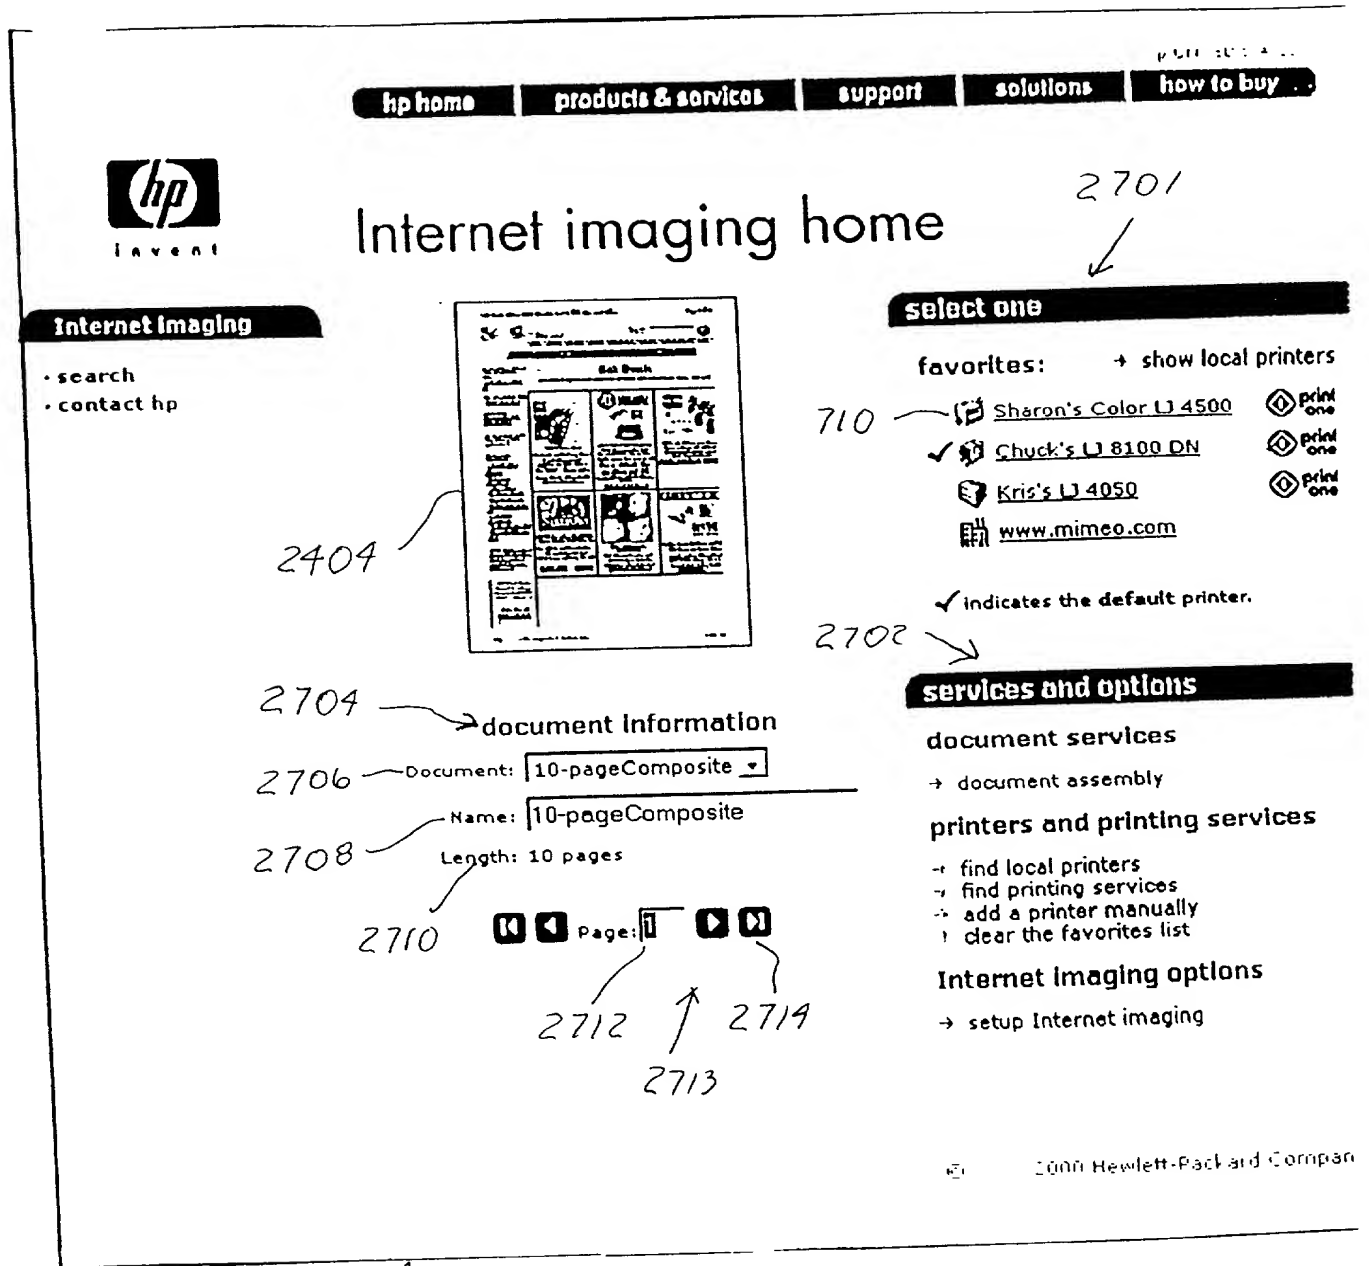 hp home products & services support solutions how to buy
hp
invent
Internet imaging home
2701
Internet imaging
· search
· contact hp
select one
favorites: → show local printers
710 Sharon's Color LJ 4500 print one
✓ Chuck's LJ 8100 DN print one
Kris's LJ 4050 print one
www.mimeo.com
✓ indicates the default printer.
2404
2702
services and options
document services
→ document assembly
printers and printing services
→ find local printers
→ find printing services
→ add a printer manually
clear the favorites list
Internet imaging options
→ setup Internet imaging
2704
document information
2706 Document: 10-pageComposite
Name: 10-pageComposite
2708
Length: 10 pages
2710
Page: 1
2712
2714
2713
2000 Hewlett-Packard Compan